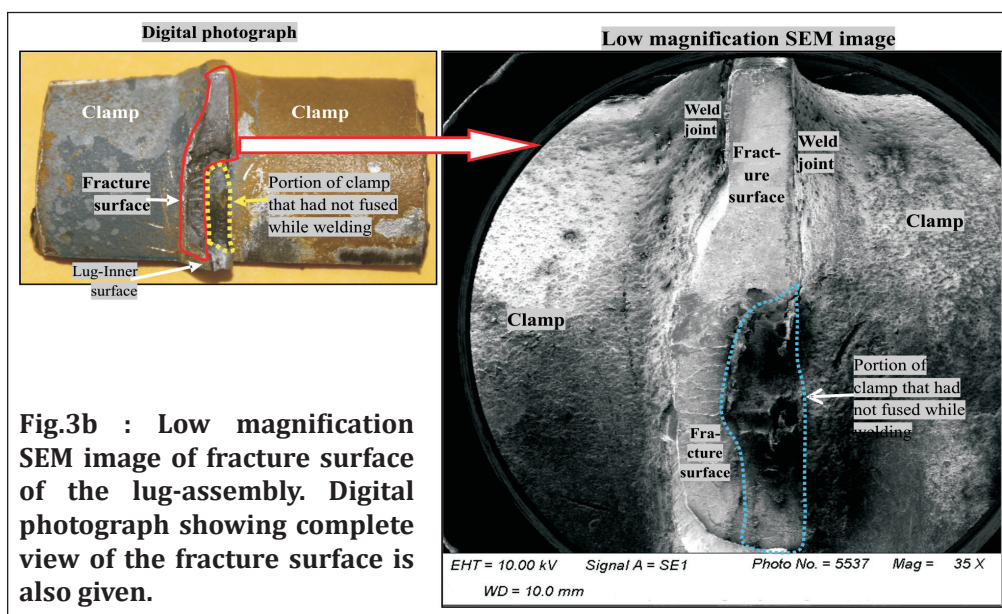 Digital photograph
Clamp
Clamp
Fracture
surface
Portion of clamp
that had not fused
while welding
Lug-Inner
surface
Low magnification SEM image
Weld
joint
Fract-
ure
surface
Weld
joint
Clamp
Clamp
Portion of
clamp that had
not fused while
welding
Fra-
cture
surface
EHT = 10.00 kV Signal A = SE1 Photo No. = 5537 Mag = 35 X
WD = 10.0 mm
Fig.3b : Low magnification
SEM image of fracture surface
of the lug-assembly. Digital
photograph showing complete
view of the fracture surface is
also given.